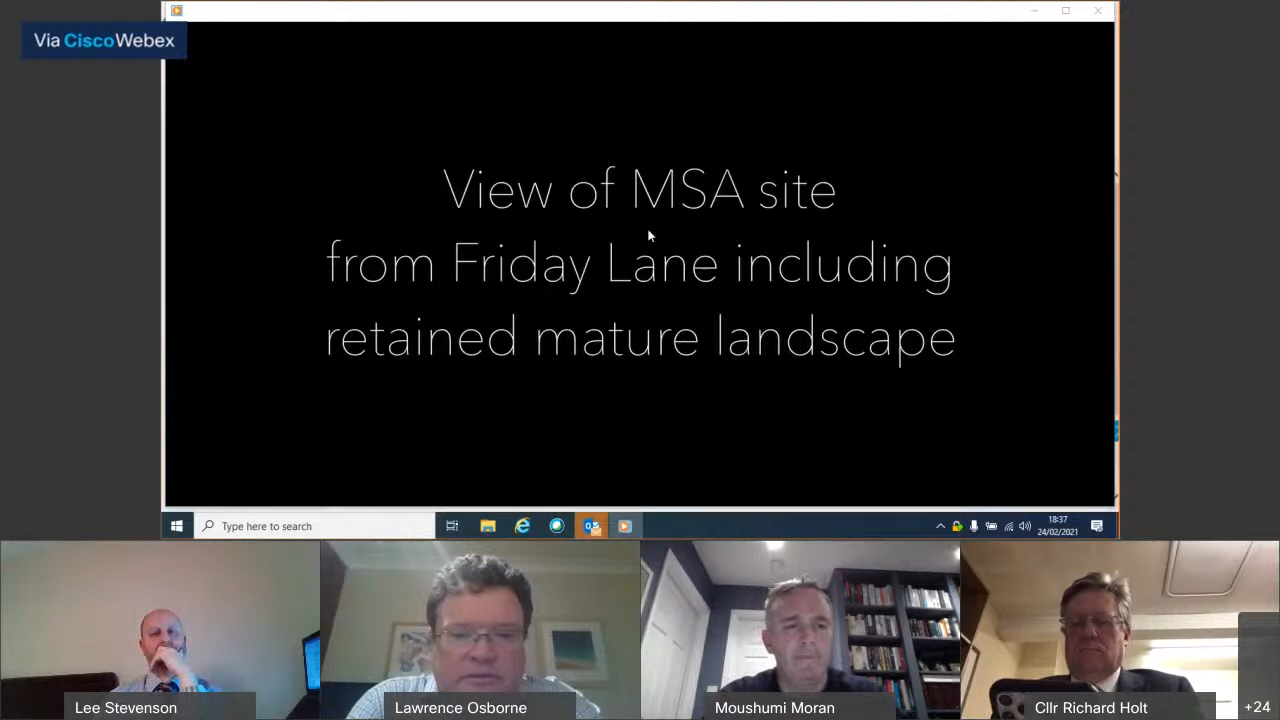 Via CiscoWebex
View of MSA site
from Friday Lane including
retained mature landscape
Type here to search
18:37
24/02/2021
Lee Stevenson
Lawrence Osborne
Moushumi Moran
Cllr Richard Holt
+24